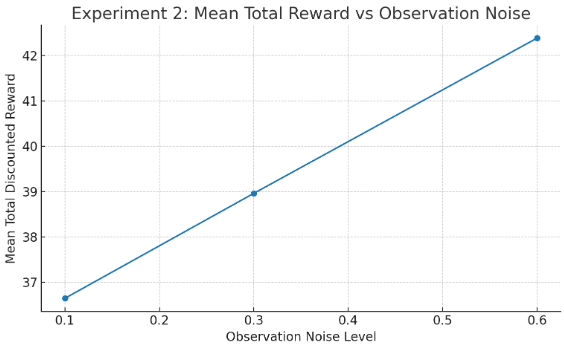 Experiment 2: Mean Total Reward vs Observation Noise
Mean Total Discounted Reward
42
41
40
39
38
37
0.1 0.2 0.3 0.4 0.5 0.6
Observation Noise Level